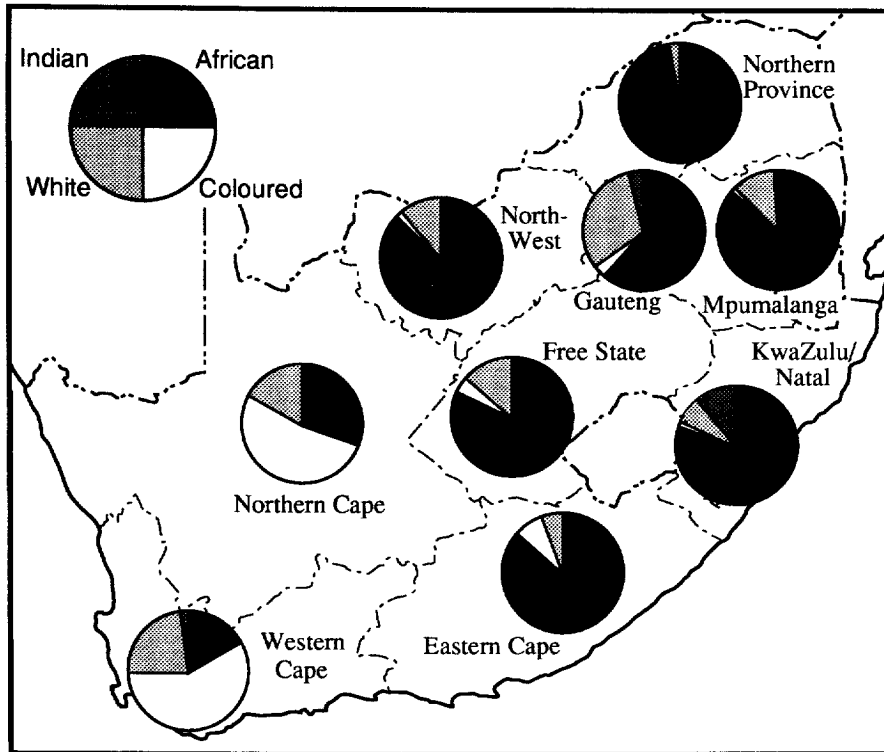 Indian African
White Coloured
Northern
Province
North-
West
Gauteng
Mpumalanga
Free State
KwaZulu/
Natal
Northern Cape
Eastern Cape
Western
Cape